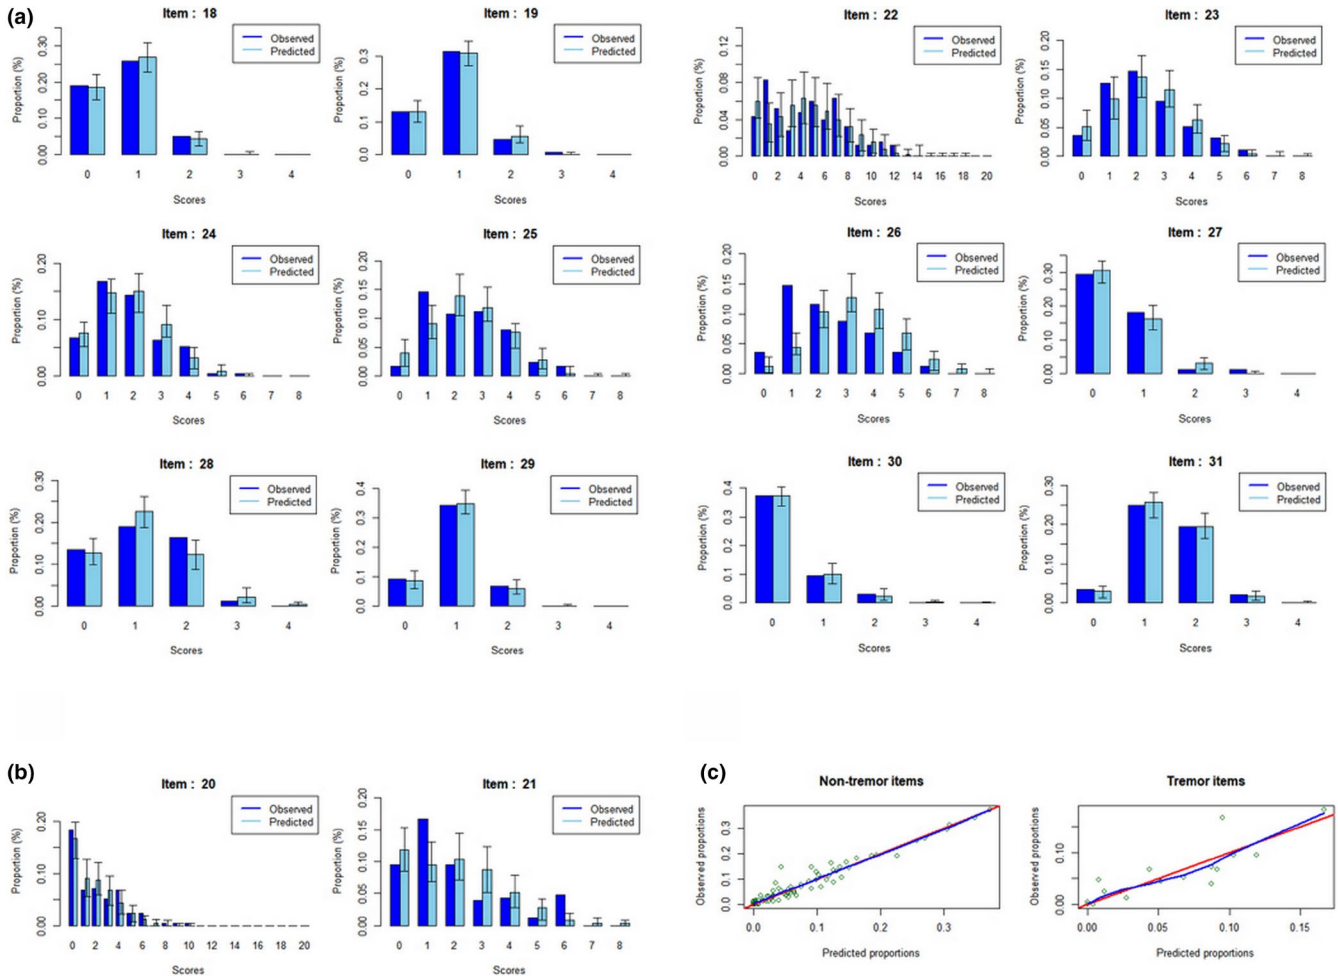 (a)
Item : 18
Observed
Predicted
Proportion (%)
0.00 0.10 0.20 0.30
0 1 2 3 4
Scores
Item : 19
Observed
Predicted
Proportion (%)
0.0 0.1 0.2 0.3
0 1 2 3 4
Scores
Item : 22
Observed
Predicted
Proportion (%)
0.00 0.04 0.08 0.12
0 2 4 6 8 10 12 14 16 18 20
Scores
Item : 23
Observed
Predicted
Proportion (%)
0.00 0.05 0.10 0.15 0.20
0 1 2 3 4 5 6 7 8
Scores
Item : 24
Observed
Predicted
Proportion (%)
0.00 0.10 0.20
0 1 2 3 4 5 6 7 8
Scores
Item : 25
Observed
Predicted
Proportion (%)
0.00 0.05 0.10 0.15 0.20
0 1 2 3 4 5 6 7 8
Scores
Item : 26
Observed
Predicted
Proportion (%)
0.00 0.05 0.10 0.15 0.20
0 1 2 3 4 5 6 7 8
Scores
Item : 27
Observed
Predicted
Proportion (%)
0.00 0.10 0.20 0.30
0 1 2 3 4
Scores
Item : 28
Observed
Predicted
Proportion (%)
0.00 0.10 0.20 0.30
0 1 2 3 4
Scores
Item : 29
Observed
Predicted
Proportion (%)
0.0 0.1 0.2 0.3 0.4
0 1 2 3 4
Scores
Item : 30
Observed
Predicted
Proportion (%)
0.0 0.1 0.2 0.3 0.4
0 1 2 3 4
Scores
Item : 31
Observed
Predicted
Proportion (%)
0.00 0.10 0.20 0.30
0 1 2 3 4
Scores
(b)
Item : 20
Observed
Predicted
Proportion (%)
0.00 0.10 0.20
0 2 4 6 8 10 12 14 16 18 20
Scores
Item : 21
Observed
Predicted
Proportion (%)
0.00 0.05 0.10 0.15 0.20
0 1 2 3 4 5 6 7 8
Scores
(c)
Non-tremor items
Observed proportions
0.0 0.1 0.2 0.3
0.0 0.1 0.2 0.3
Predicted proportions
Tremor items
Observed proportions
0.00 0.10
0.00 0.05 0.10 0.15
Predicted proportions